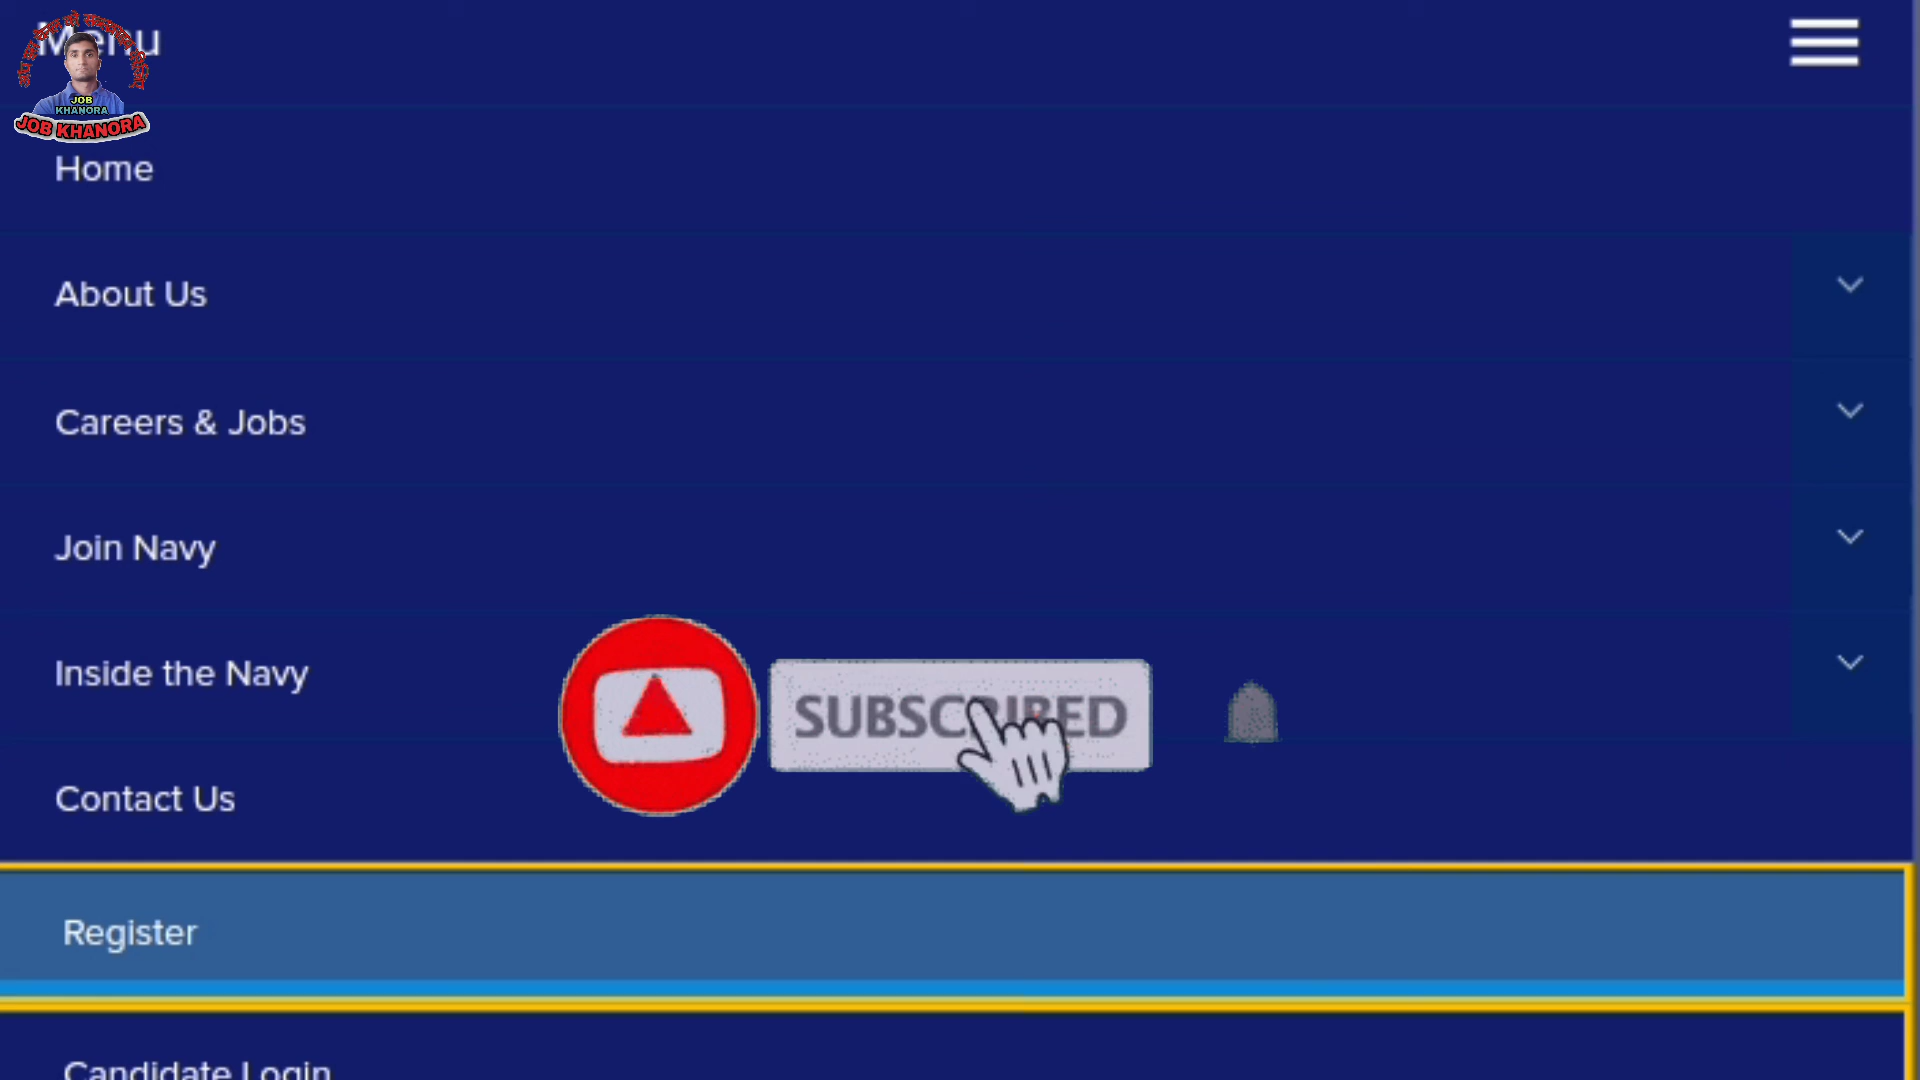 Menu
JOB
KHANORA
JOB KHANORA
Home
About Us
Careers & Jobs
Join Navy
Inside the Navy
SUBSCRIBED
Contact Us
Register
Candidate Login